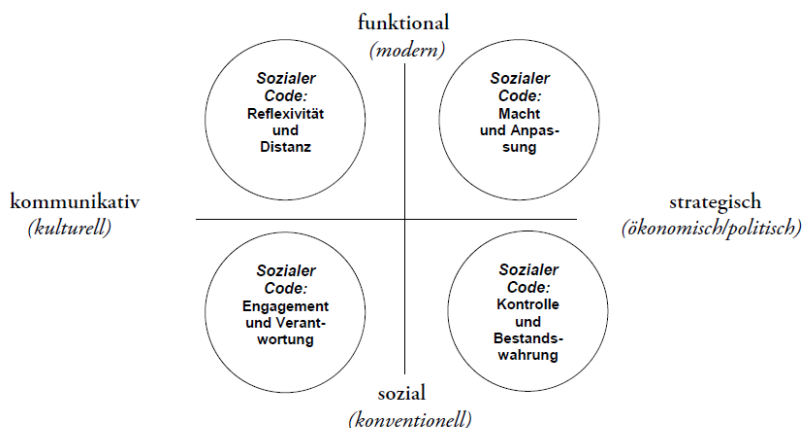 funktional
(modern)
Sozialer
Code:
Reflexivität
und
Distanz
Sozialer
Code:
Macht
und Anpas-
sung
kommunikativ
(kulturell)
strategisch
(ökonomisch/politisch)
Sozialer
Code:
Engagement
und Verant-
wortung
Sozialer
Code:
Kontrolle
und
Bestands-
wahrung
sozial
(konventionell)